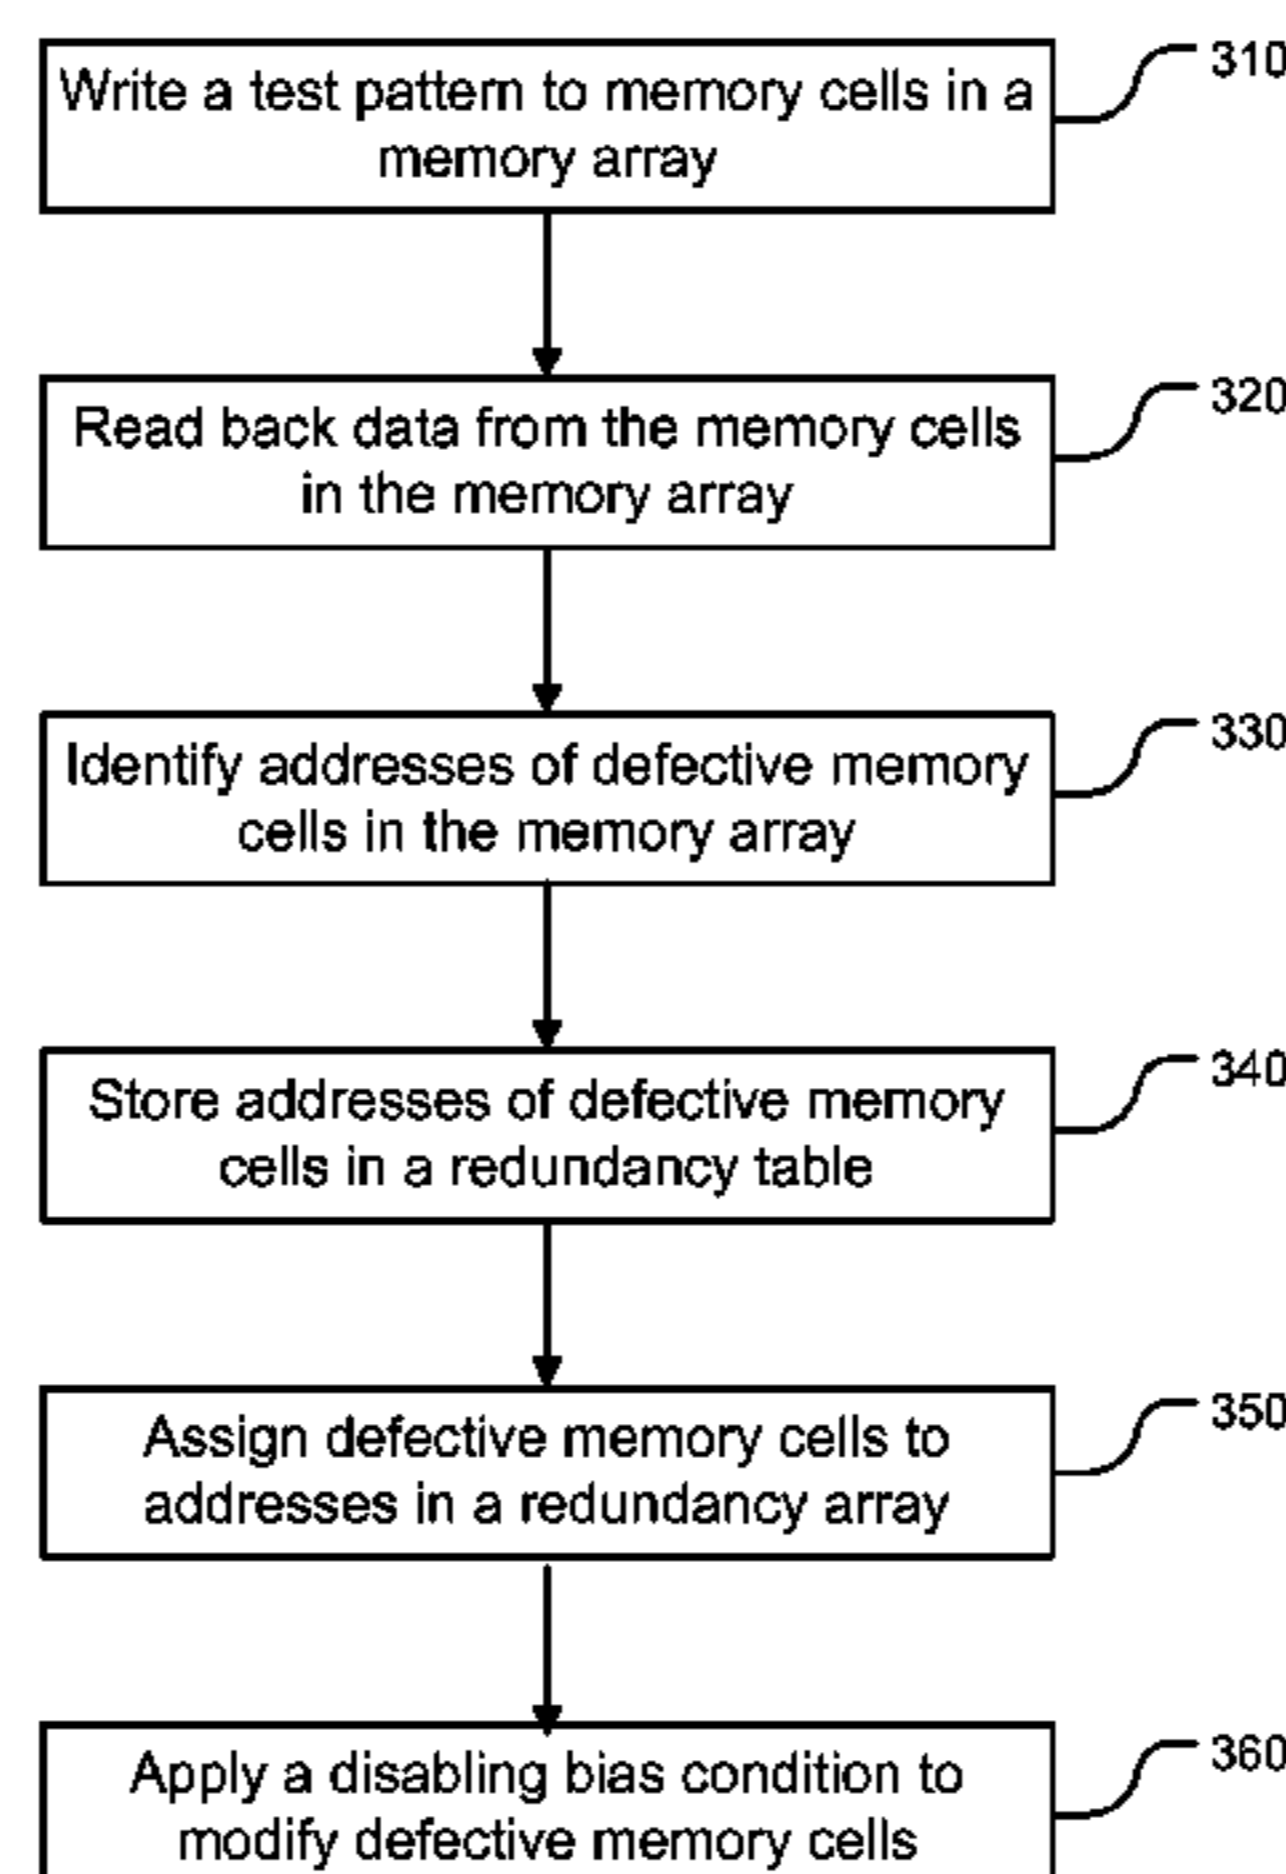 Write a test pattern to memory cells in a
memory array
310
Read back data from the memory cells
in the memory array
320
Identify addresses of defective memory
cells in the memory array
330
Store addresses of defective memory
cells in a redundancy table
340
Assign defective memory cells to
addresses in a redundancy array
350
Apply a disabling bias condition to
modify defective memory cells
360